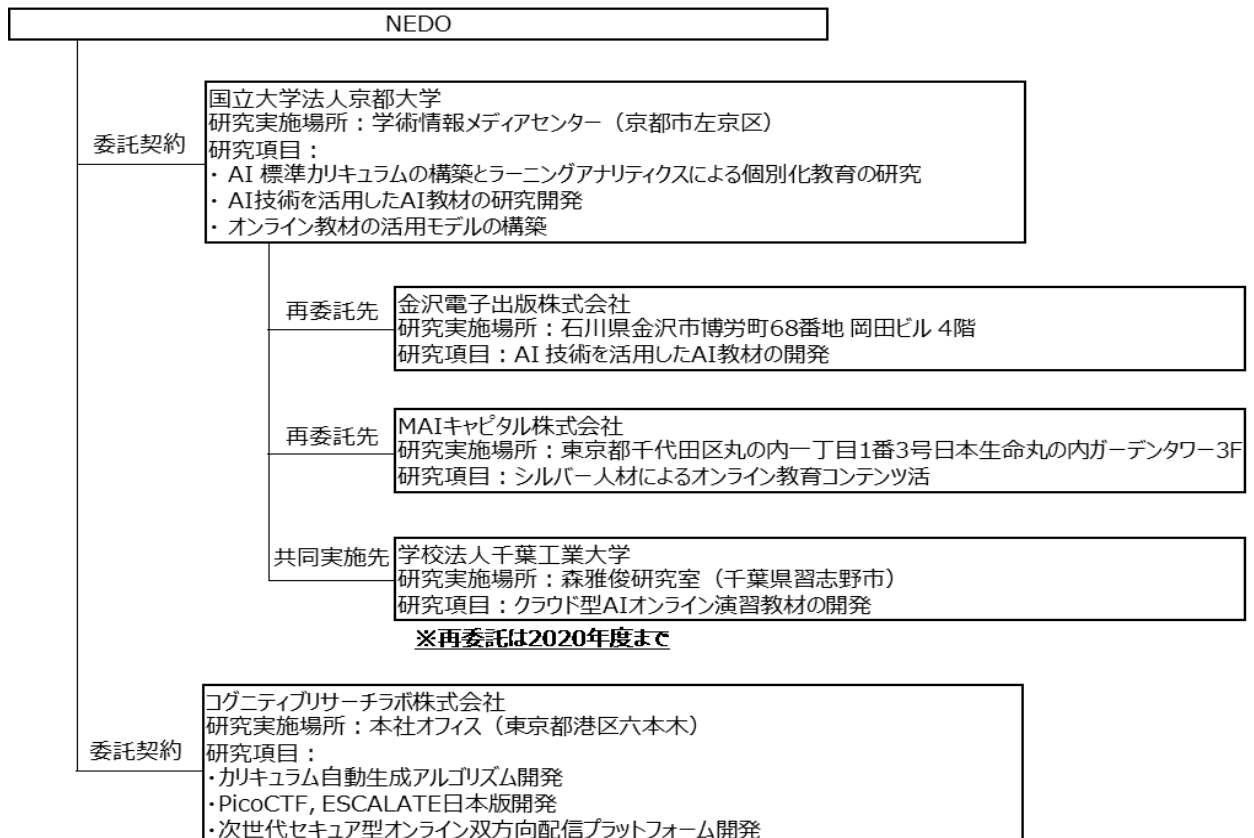 NEDO
委託契約
国立大学法人京都大学
研究実施場所：学術情報メディアセンター（京都市左京区）
研究項目：
・AI 標準カリキュラムの構築とラーニングアナリティクスによる個別化教育の研究
・AI技術を活用したAI教材の研究開発
・オンライン教材の活用モデルの構築
再委託先
金沢電子出版株式会社
研究実施場所：石川県金沢市博労町68番地 岡田ビル 4階
研究項目：AI 技術を活用したAI教材の開発
再委託先
MAIキャピタル株式会社
研究実施場所：東京都千代田区丸の内一丁目1番3号日本生命丸の内ガーデンタワー3F
研究項目：シルバー人材によるオンライン教育コンテンツ活
共同実施先
学校法人千葉工業大学
研究実施場所：森雅俊研究室（千葉県習志野市）
研究項目：クラウド型AIオンライン演習教材の開発
※再委託は2020年度まで
委託契約
コグニティブリサーチラボ株式会社
研究実施場所：本社オフィス（東京都港区六本木）
研究項目：
・カリキュラム自動生成アルゴリズム開発
・PicoCTF, ESCALATE日本版開発
・次世代セキュア型オンライン双方向配信プラットフォーム開発